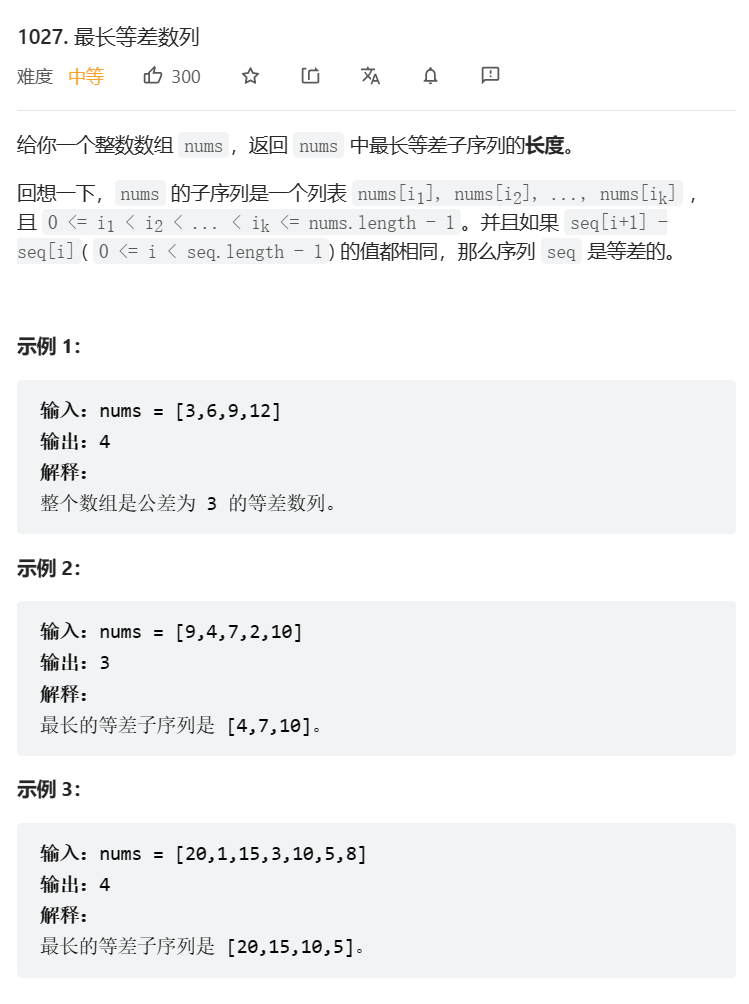 1027. 最长等差数列
难度 中等 300
给你一个整数数组 nums，返回 nums 中最长等差子序列的长度。
回想一下，nums 的子序列是一个列表 nums[i₁], nums[i₂], ..., nums[iₖ] ，
且 0 <= i₁ < i₂ < ... < iₖ <= nums.length - 1。并且如果 seq[i+1] -
seq[i]( 0 <= i < seq.length - 1) 的值都相同，那么序列 seq 是等差的。
示例 1：
输入：nums = [3,6,9,12]
输出：4
解释：
整个数组是公差为 3 的等差数列。
示例 2：
输入：nums = [9,4,7,2,10]
输出：3
解释：
最长的等差子序列是 [4,7,10]。
示例 3：
输入：nums = [20,1,15,3,10,5,8]
输出：4
解释：
最长的等差子序列是 [20,15,10,5]。